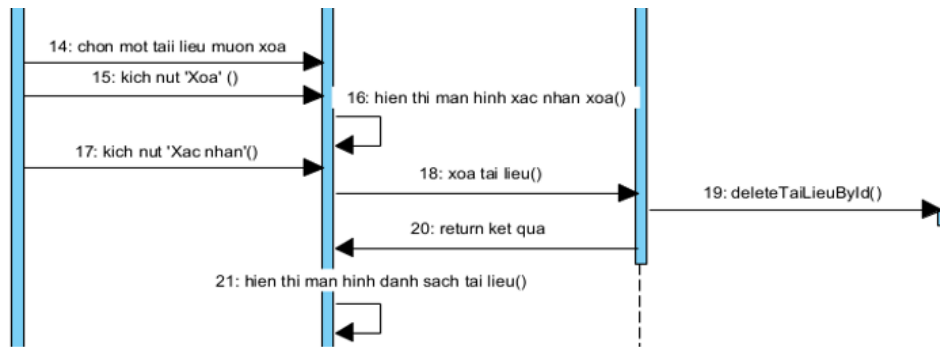 14: chon mot taii lieu muon xoa
15: kich nut 'Xoa' ()
16: hien thi man hinh xac nhan xoa()
17: kich nut 'Xac nhan'()
18: xoa tai lieu()
19: deleteTaiLieuById()
20: return ket qua
21: hien thi man hinh danh sach tai lieu()